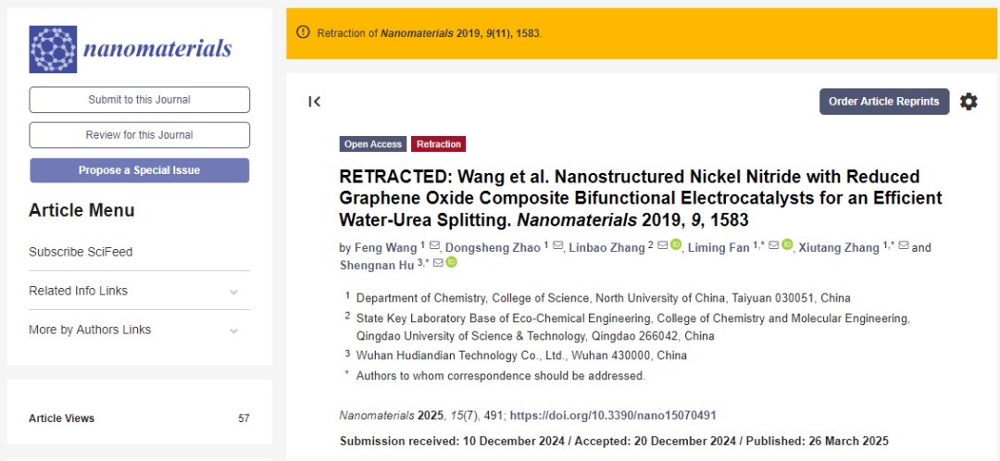 nanomaterials
Submit to this Journal
Review for this Journal
Propose a Special Issue
Article Menu
Subscribe SciFeed
Related Info Links
More by Authors Links
Article Views 57
Retraction of Nanomaterials 2019, 9(11), 1583.
Order Article Reprints
Open Access Retraction
RETRACTED: Wang et al. Nanostructured Nickel Nitride with Reduced
Graphene Oxide Composite Bifunctional Electrocatalysts for an Efficient
Water-Urea Splitting. Nanomaterials 2019, 9, 1583
by Feng Wang 1, Dongsheng Zhao 1, Linbao Zhang 2, Liming Fan 1,*, Xiutang Zhang 1,* and
Shengnan Hu 3,*
1 Department of Chemistry, College of Science, North University of China, Taiyuan 030051, China
2 State Key Laboratory Base of Eco-Chemical Engineering, College of Chemistry and Molecular Engineering,
Qingdao University of Science & Technology, Qingdao 266042, China
3 Wuhan Hudiandian Technology Co., Ltd., Wuhan 430000, China
* Authors to whom correspondence should be addressed.
Nanomaterials 2025, 15(7), 491; https://doi.org/10.3390/nano15070491
Submission received: 10 December 2024 / Accepted: 20 December 2024 / Published: 26 March 2025